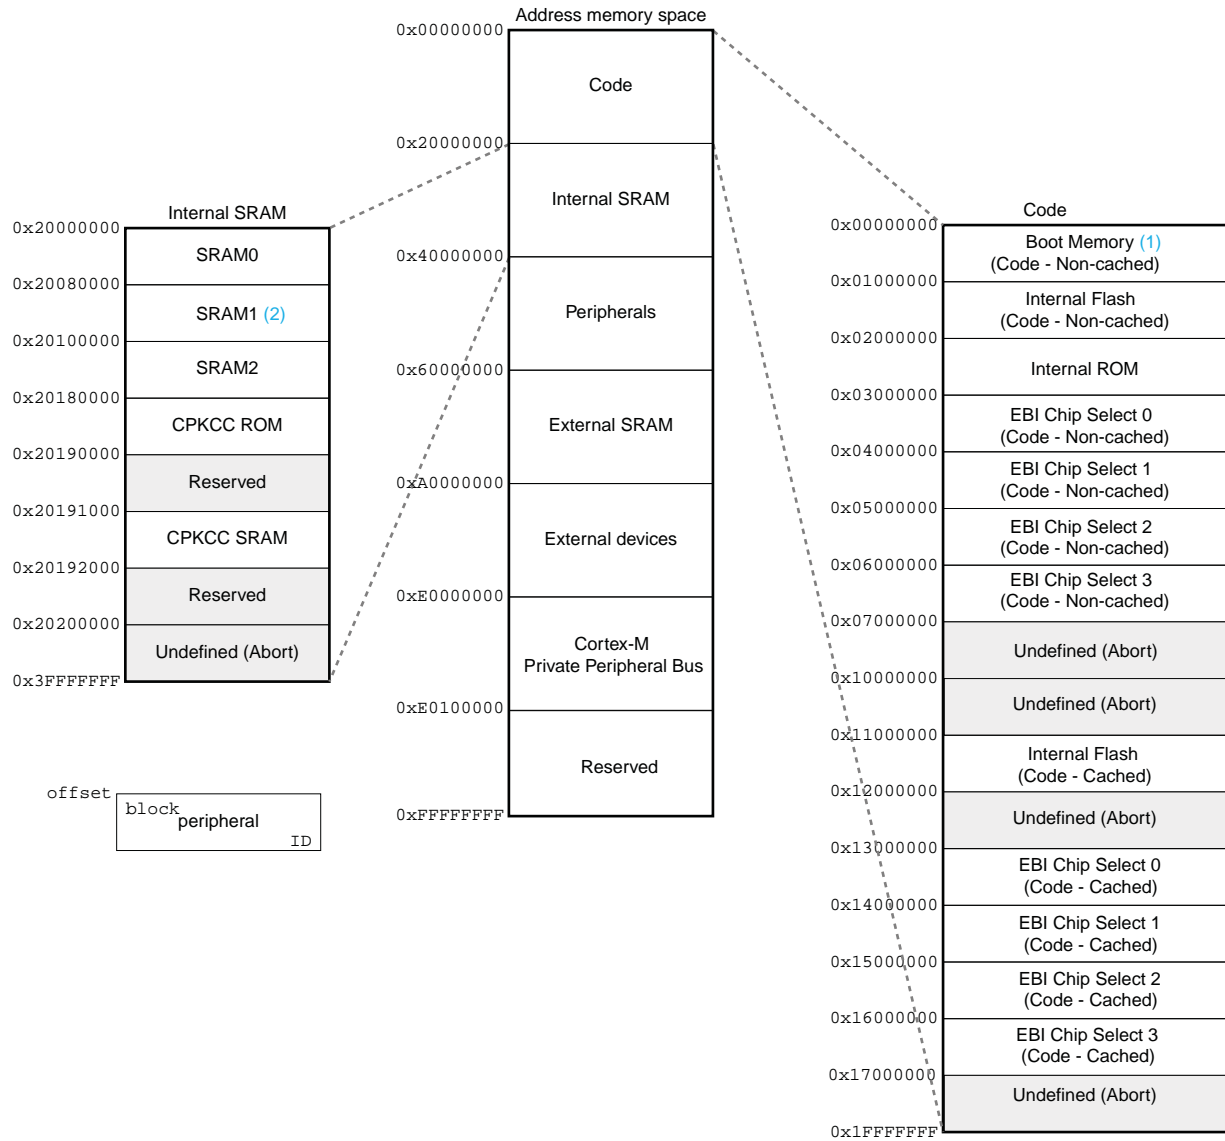 Address memory space
0x00000000
Code
0x20000000
Internal SRAM
0x40000000
Peripherals
0x60000000
External SRAM
0xA0000000
External devices
0xE0000000
Cortex-M
Private Peripheral Bus
0xE0100000
Reserved
0xFFFFFFFF
Internal SRAM
0x20000000
SRAM0
0x20080000
SRAM1 (2)
0x20100000
SRAM2
0x20180000
CPKCC ROM
0x20190000
Reserved
0x20191000
CPKCC SRAM
0x20192000
Reserved
0x20200000
Undefined (Abort)
0x3FFFFFFF
offset
block
peripheral
ID
Code
0x00000000
Boot Memory (1)
(Code - Non-cached)
0x01000000
Internal Flash
(Code - Non-cached)
0x02000000
Internal ROM
0x03000000
EBI Chip Select 0
(Code - Non-cached)
0x04000000
EBI Chip Select 1
(Code - Non-cached)
0x05000000
EBI Chip Select 2
(Code - Non-cached)
0x06000000
EBI Chip Select 3
(Code - Non-cached)
0x07000000
Undefined (Abort)
0x10000000
Undefined (Abort)
0x11000000
Internal Flash
(Code - Cached)
0x12000000
Undefined (Abort)
0x13000000
EBI Chip Select 0
(Code - Cached)
0x14000000
EBI Chip Select 1
(Code - Cached)
0x15000000
EBI Chip Select 2
(Code - Cached)
0x16000000
EBI Chip Select 3
(Code - Cached)
0x17000000
Undefined (Abort)
0x1FFFFFFF